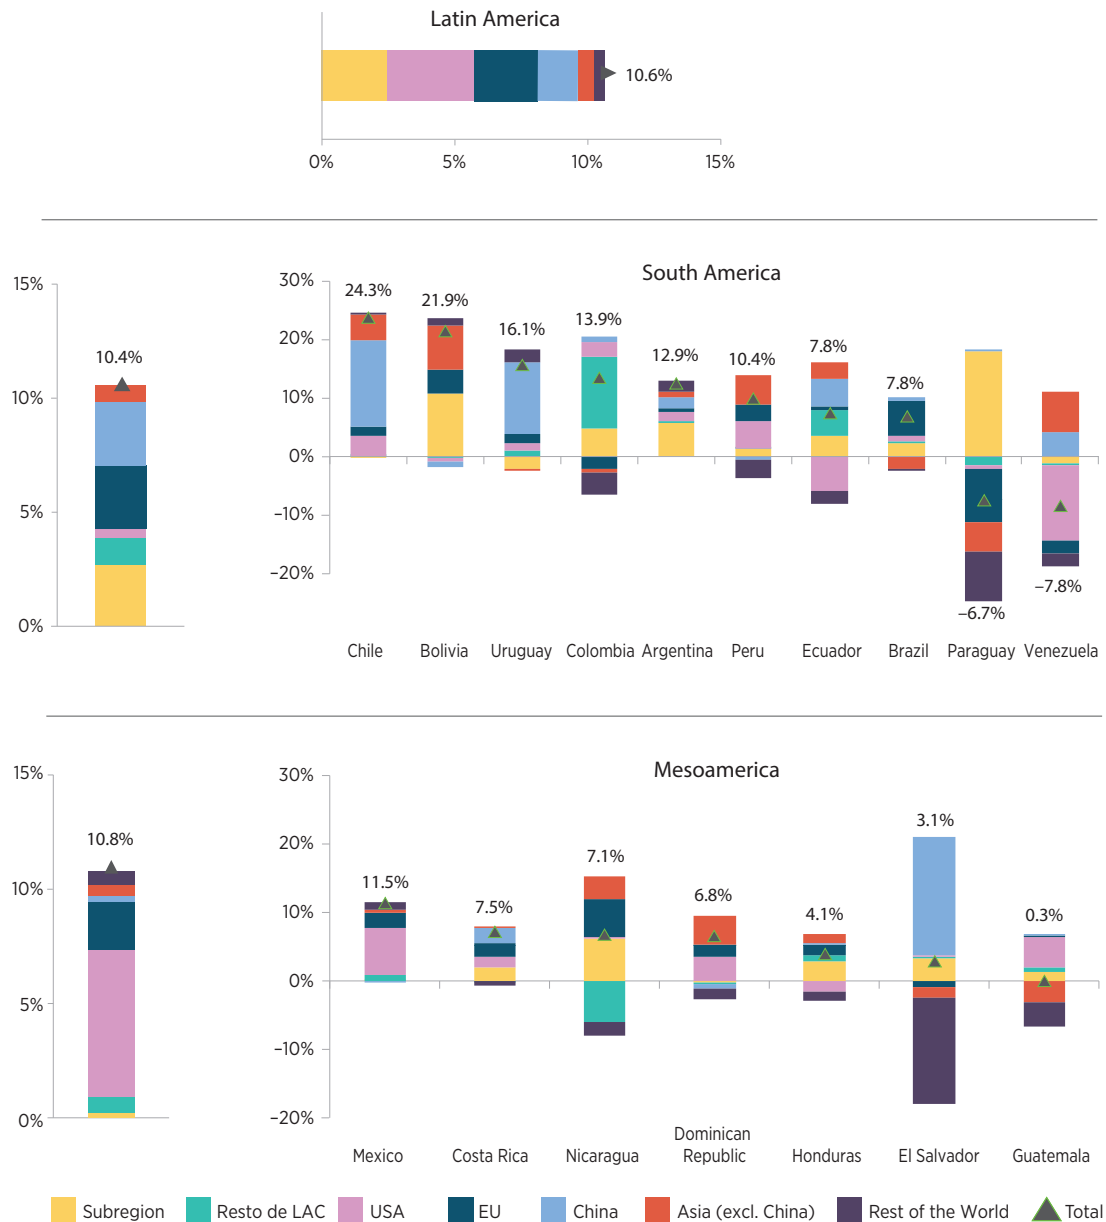 Latin America
10.6%
0%
5%
10%
15%
South America
15%
10%
5%
0%
10.4%
30%
20%
10%
0%
−10%
−20%
24.3%
21.9%
16.1%
13.9%
12.9%
10.4%
7.8%
7.8%
−6.7%
−7.8%
Chile
Bolivia
Uruguay
Colombia
Argentina
Peru
Ecuador
Brazil
Paraguay
Venezuela
Mesoamerica
15%
10%
5%
0%
10.8%
30%
20%
10%
0%
−10%
−20%
11.5%
7.5%
7.1%
6.8%
4.1%
3.1%
0.3%
Mexico
Costa Rica
Nicaragua
Dominican
Republic
Honduras
El Salvador
Guatemala
Subregion
Resto de LAC
USA
EU
China
Asia (excl. China)
Rest of the World
Total